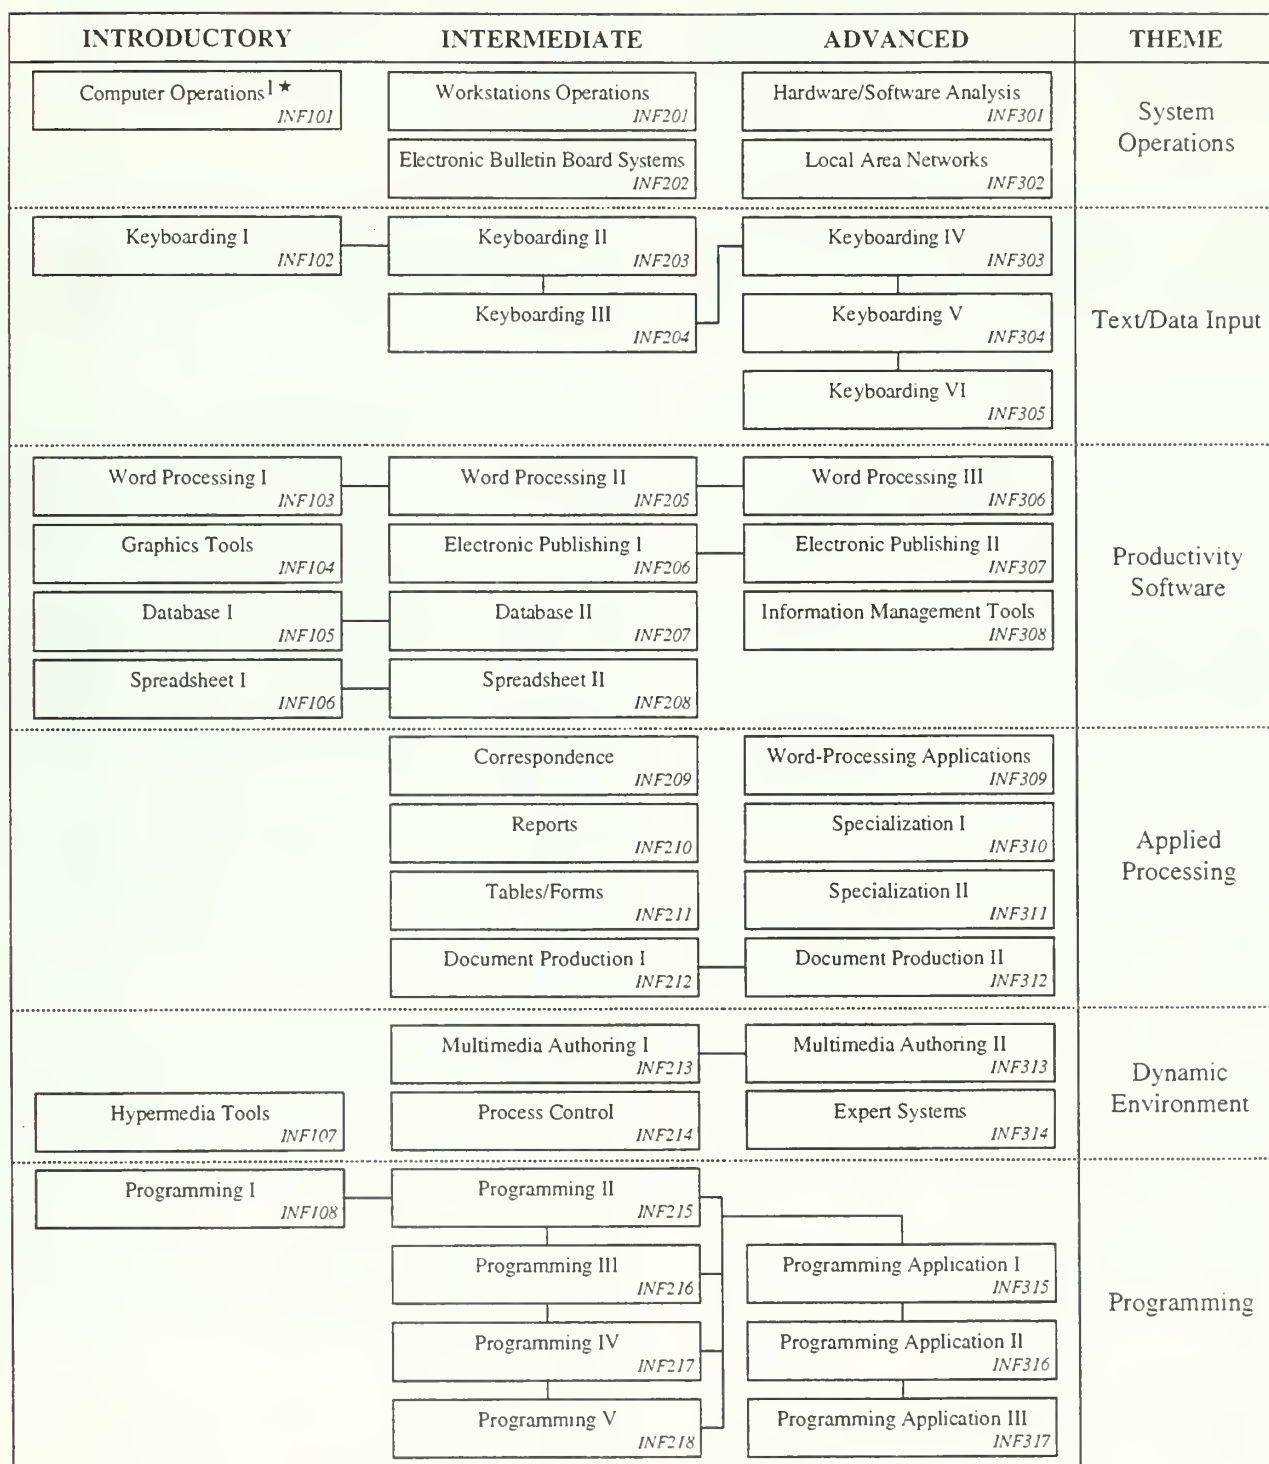 INTRODUCTORY INTERMEDIATE ADVANCED THEME
Computer Operations1 ★
INF101
Workstations Operations
INF201
Hardware/Software Analysis
INF301
System
Operations
Electronic Bulletin Board Systems
INF202
Local Area Networks
INF302
Keyboarding I
INF102
Keyboarding II
INF203
Keyboarding IV
INF303
Keyboarding III
INF204
Keyboarding V
INF304
Text/Data Input
Keyboarding VI
INF305
Word Processing I
INF103
Word Processing II
INF205
Word Processing III
INF306
Graphics Tools
INF104
Electronic Publishing I
INF206
Electronic Publishing II
INF307
Productivity
Software
Database I
INF105
Database II
INF207
Information Management Tools
INF308
Spreadsheet I
INF106
Spreadsheet II
INF208
Correspondence
INF209
Word-Processing Applications
INF309
Reports
INF210
Specialization I
INF310
Applied
Processing
Tables/Forms
INF211
Specialization II
INF311
Document Production I
INF212
Document Production II
INF312
Multimedia Authoring I
INF213
Multimedia Authoring II
INF313
Dynamic
Environment
Hypermedia Tools
INF107
Process Control
INF214
Expert Systems
INF314
Programming I
INF108
Programming II
INF215
Programming III
INF216
Programming Application I
INF315
Programming
Programming IV
INF217
Programming Application II
INF316
Programming V
INF218
Programming Application III
INF317